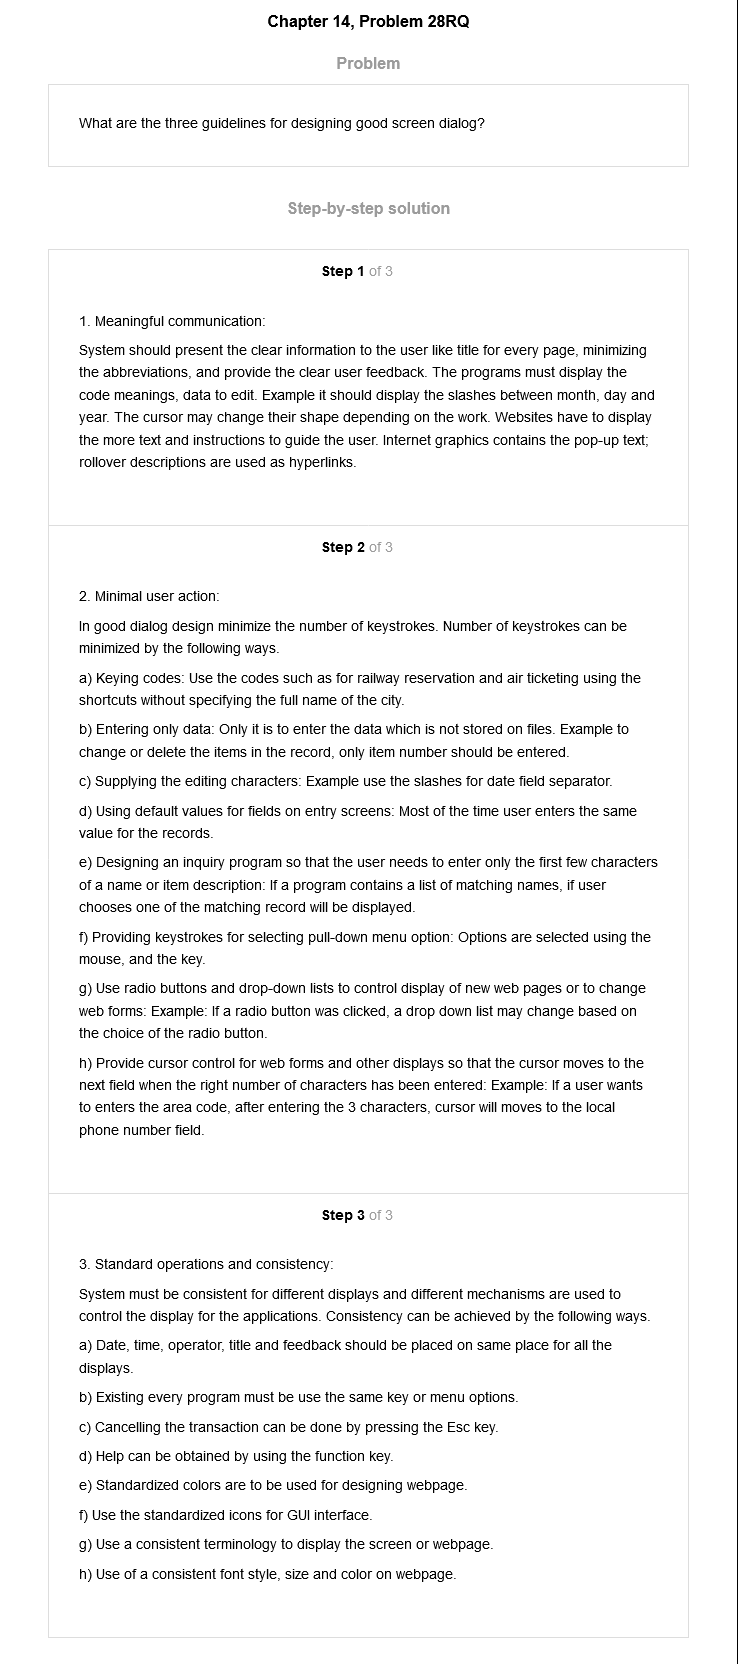 Chapter 14, Problem 28RQ
Problem
What are the three guidelines for designing good screen dialog?
Step-by-step solution
Step 1 of 3
1. Meaningful communication:
System should present the clear information to the user like title for every page, minimizing
the abbreviations, and provide the clear user feedback. The programs must display the
code meanings, data to edit. Example it should display the slashes between month, day and
year. The cursor may change their shape depending on the work. Websites have to display
the more text and instructions to guide the user. Internet graphics contains the pop-up text;
rollover descriptions are used as hyperlinks.
Step 2 of 3
2. Minimal user action:
In good dialog design minimize the number of keystrokes. Number of keystrokes can be
minimized by the following ways.
a) Keying codes: Use the codes such as for railway reservation and air ticketing using the
shortcuts without specifying the full name of the city.
b) Entering only data: Only it is to enter the data which is not stored on files. Example to
change or delete the items in the record, only item number should be entered.
c) Supplying the editing characters: Example use the slashes for date field separator.
d) Using default values for fields on entry screens: Most of the time user enters the same
value for the records.
e) Designing an inquiry program so that the user needs to enter only the first few characters
of a name or item description: If a program contains a list of matching names, if user
chooses one of the matching record will be displayed.
f) Providing keystrokes for selecting pull-down menu option: Options are selected using the
mouse, and the key.
g) Use radio buttons and drop-down lists to control display of new web pages or to change
web forms: Example: If a radio button was clicked, a drop down list may change based on
the choice of the radio button.
h) Provide cursor control for web forms and other displays so that the cursor moves to the
next field when the right number of characters has been entered: Example: If a user wants
to enters the area code, after entering the 3 characters, cursor will moves to the local
phone number field.
Step 3 of 3
3. Standard operations and consistency:
System must be consistent for different displays and different mechanisms are used to
control the display for the applications. Consistency can be achieved by the following ways.
a) Date, time, operator, title and feedback should be placed on same place for all the
displays.
b) Existing every program must be use the same key or menu options.
c) Cancelling the transaction can be done by pressing the Esc key.
d) Help can be obtained by using the function key.
e) Standardized colors are to be used for designing webpage.
f) Use the standardized icons for GUI interface.
g) Use a consistent terminology to display the screen or webpage.
h) Use of a consistent font style, size and color on webpage.